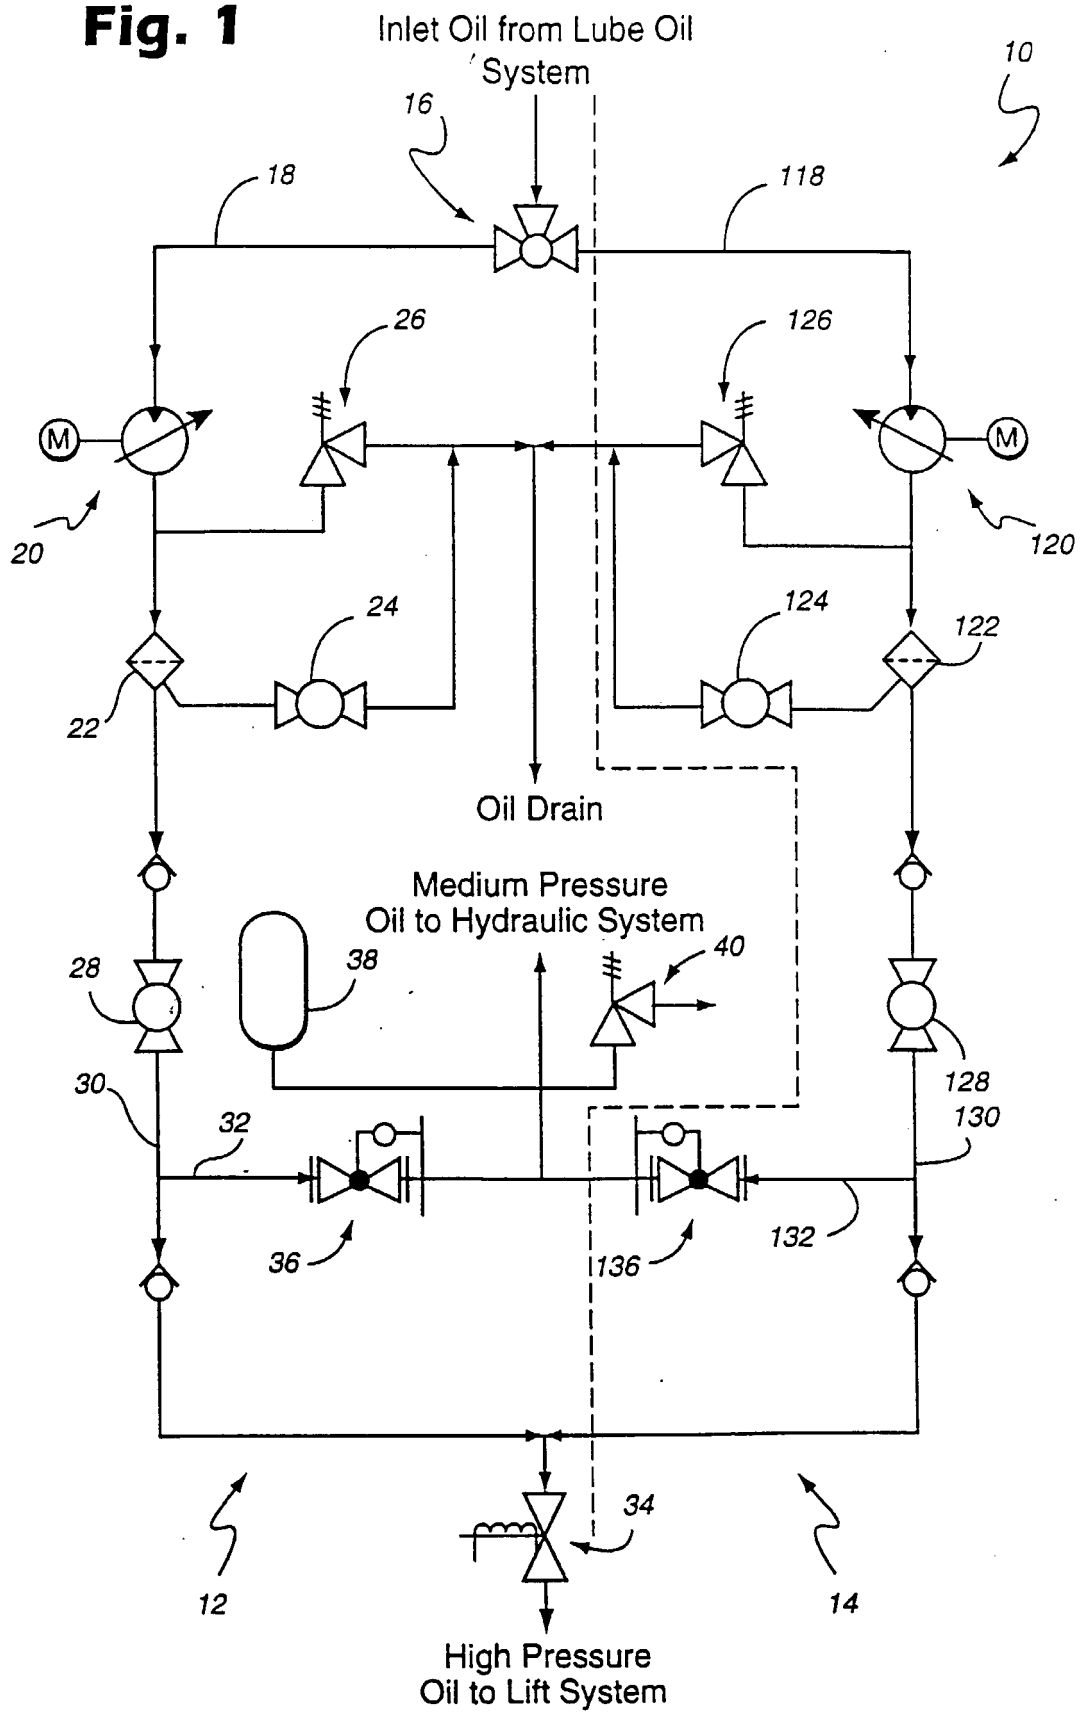 Fig. 1
Inlet Oil from Lube Oil
System
10
16
18
118
26
126
M
M
20
120
24
124
122
22
Oil Drain
Medium Pressure
Oil to Hydraulic System
40
38
28
128
30
130
32
132
36
136
34
12
14
High Pressure
Oil to Lift System